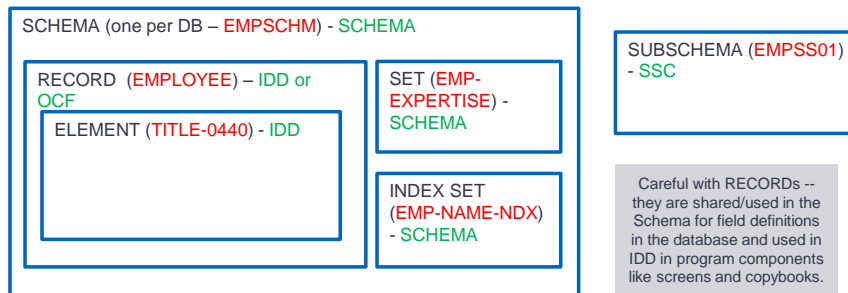 SCHEMA (one per DB – EMPSCHM) - SCHEMA
RECORD (EMPLOYEE) – IDD or
OCF
ELEMENT (TITLE-0440) - IDD
SET (EMP-
EXPERTISE) -
SCHEMA
INDEX SET
(EMP-NAME-NDX)
- SCHEMA
SUBSCHEMA (EMPSS01)
- SSC
Careful with RECORDs --
they are shared/used in the
Schema for field definitions
in the database and used in
IDD in program components
like screens and copybooks.